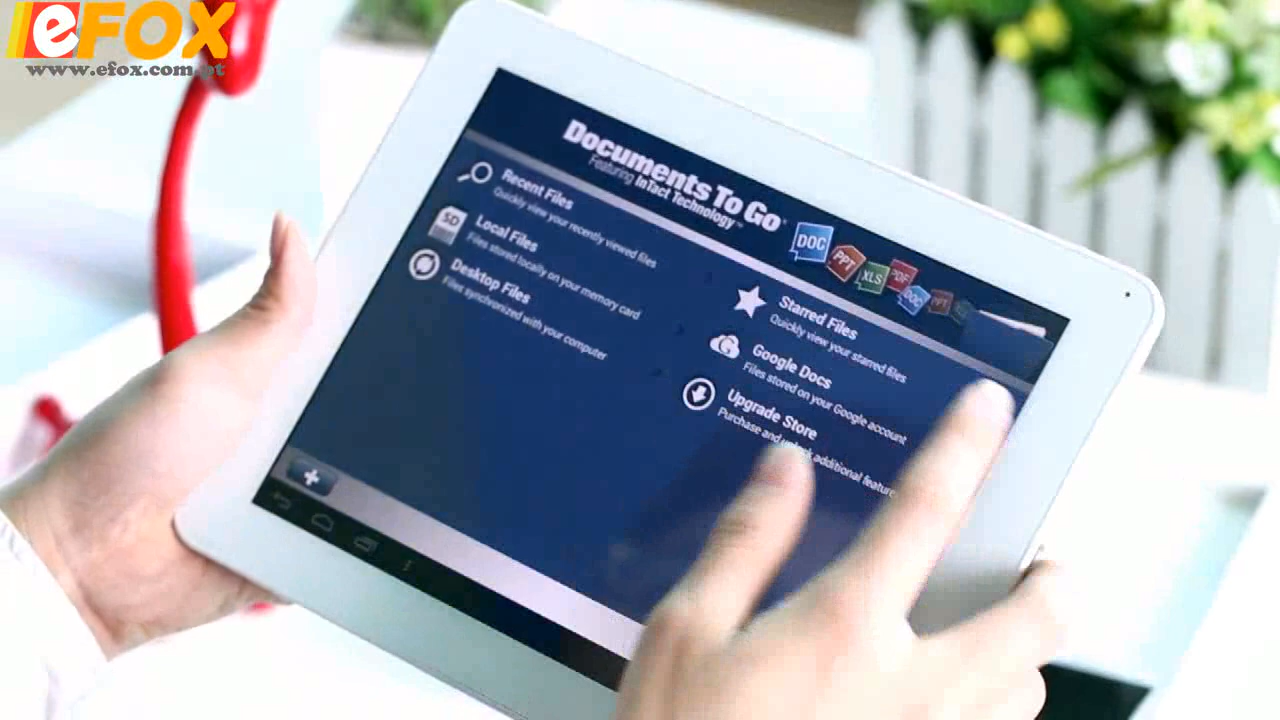 eFOX
www.efox.com.pt
Documents To Go®
Featuring InTact Technology™
DOC
PPT
XLS
PDF
DOC
PPT
Recent Files
Quickly view your recently viewed files
SD
Local Files
Files stored locally on your memory card
Desktop Files
Files synchronized with your computer
Starred Files
Quickly view your starred files
G
Google Docs
Files stored on your Google account
Upgrade Store
Purchase and unlock additional feature
+